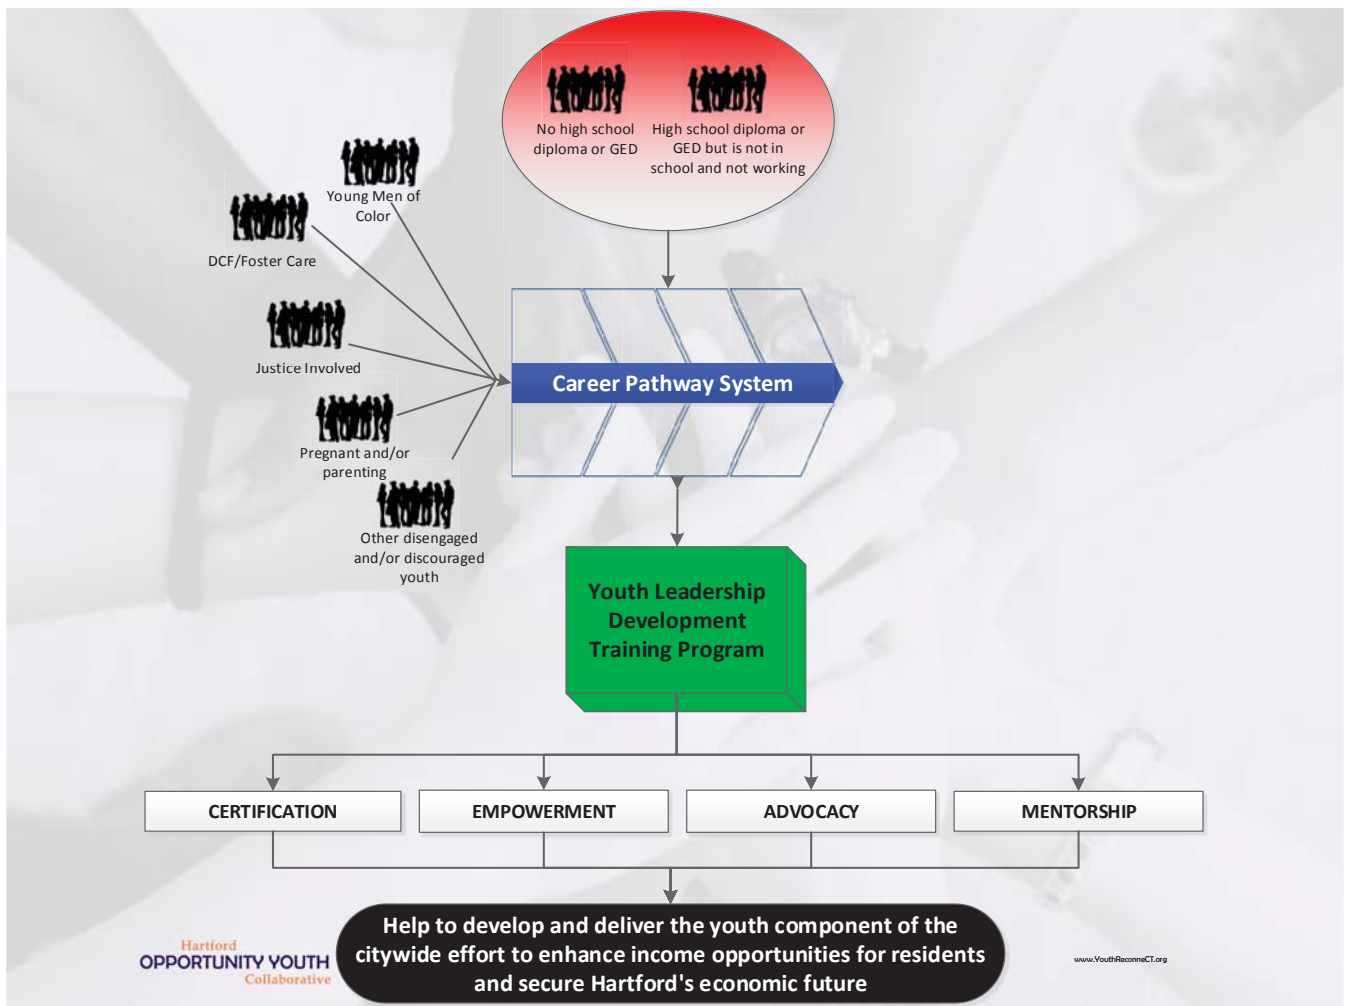 No high school
diploma or GED
High school diploma or
GED but is not in
school and not working
Young Men of
Color
DCF/Foster Care
Justice Involved
Pregnant and/or
parenting
Other disengaged
and/or discouraged
youth
Career Pathway System
Youth Leadership
Development
Training Program
CERTIFICATION
EMPOWERMENT
ADVOCACY
MENTORSHIP
Help to develop and deliver the youth component of the
citywide effort to enhance income opportunities for residents
and secure Hartford's economic future
Hartford
OPPORTUNITY YOUTH
Collaborative
www.YouthReconneCT.org